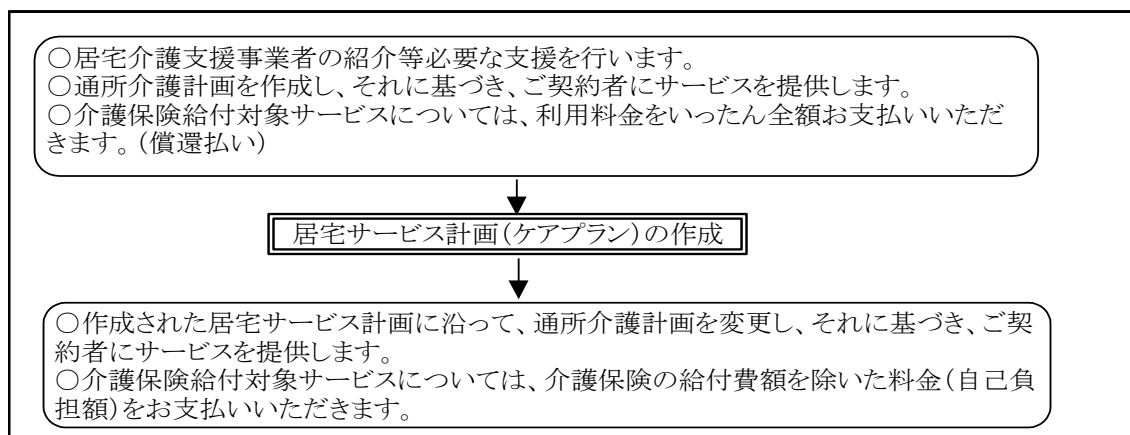 ○居宅介護支援事業者の紹介等必要な支援を行います。
○通所介護計画を作成し、それに基づき、ご契約者にサービスを提供します。
○介護保険給付対象サービスについては、利用料金をいったん全額お支払いいただ
きます。（償還払い）
居宅サービス計画（ケアプラン）の作成
○作成された居宅サービス計画に沿って、通所介護計画を変更し、それに基づき、ご契
約者にサービスを提供します。
○介護保険給付対象サービスについては、介護保険の給付費額を除いた料金（自己負
担額）をお支払いいただきます。